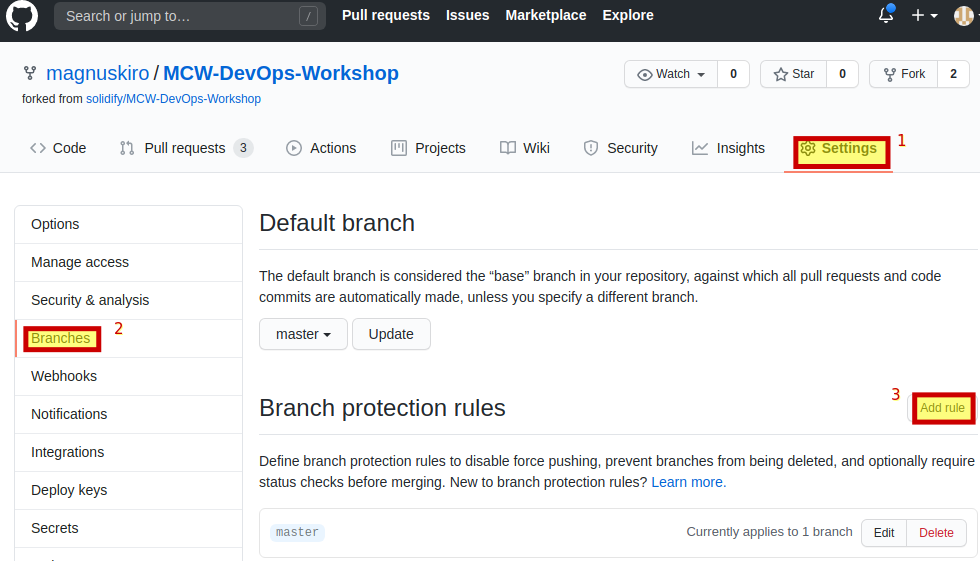 Search or jump to… /
Pull requests Issues Marketplace Explore
magnuskiro / MCW-DevOps-Workshop
forked from solidify/MCW-DevOps-Workshop
Watch 0 Star 0 Fork 2
Code Pull requests 3 Actions Projects Wiki Security Insights Settings 1
Options
Manage access
Security & analysis
Branches 2
Webhooks
Notifications
Integrations
Deploy keys
Secrets
Default branch
The default branch is considered the “base” branch in your repository, against which all pull requests and code
commits are automatically made, unless you specify a different branch.
master Update
Branch protection rules
3 Add rule
Define branch protection rules to disable force pushing, prevent branches from being deleted, and optionally require
status checks before merging. New to branch protection rules? Learn more.
master Currently applies to 1 branch Edit Delete